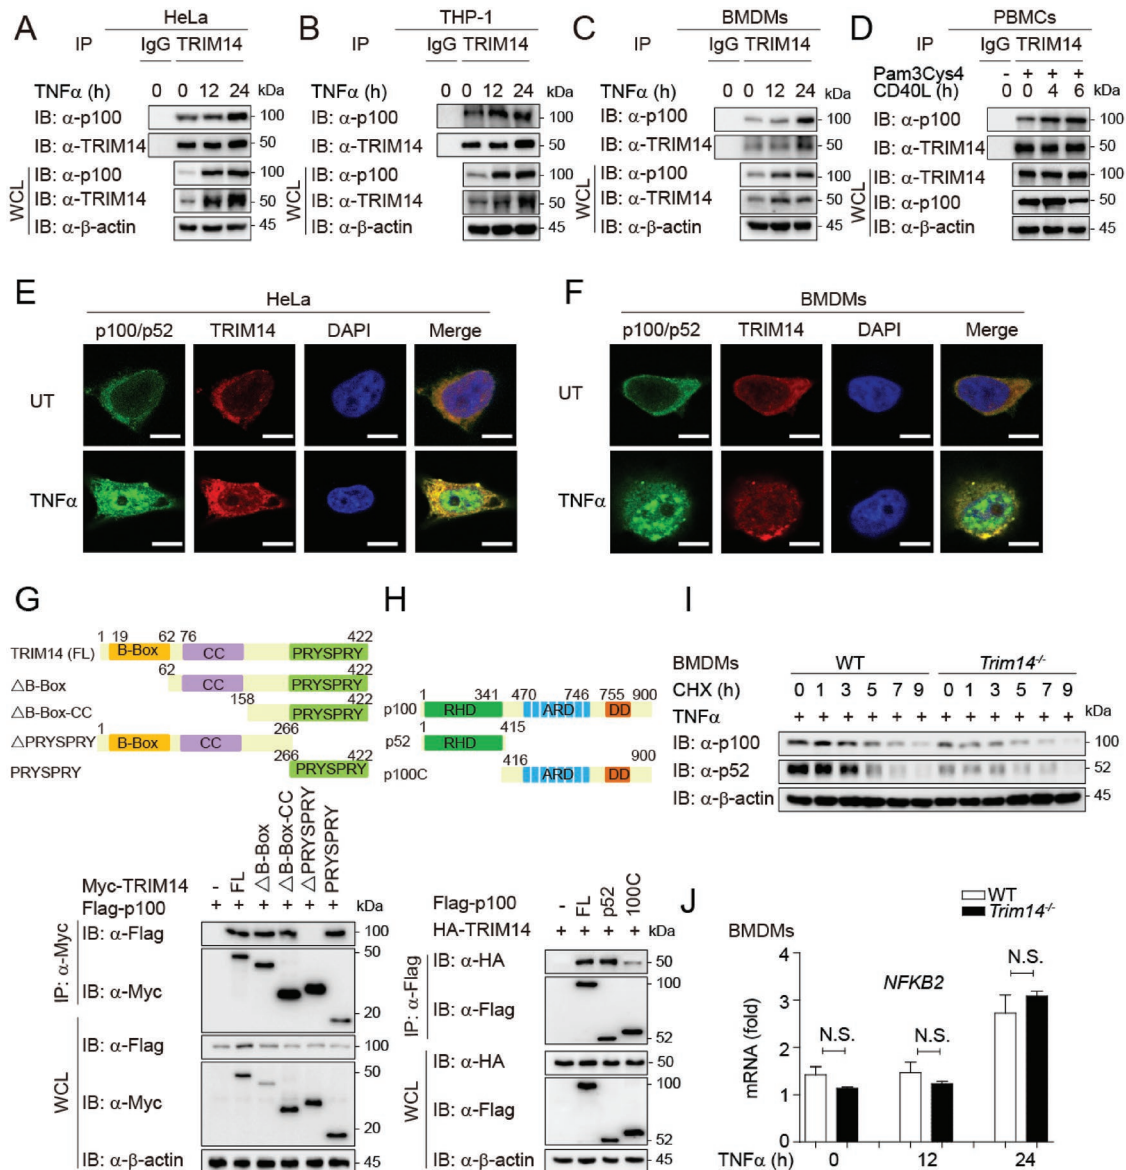 A
HeLa
IP
IgG TRIM14
TNFα (h) 0 0 12 24 kDa
IB: α-p100 100
IB: α-TRIM14 50
WCL
IB: α-p100 100
IB: α-TRIM14 50
IB: α-β-actin 45
B
THP-1
IP
IgG TRIM14
TNFα (h) 0 0 12 24 kDa
IB: α-p100 100
IB: α-TRIM14 50
WCL
IB: α-p100 100
IB: α-TRIM14 50
IB: α-β-actin 45
C
BMDMs
IP
IgG TRIM14
TNFα (h) 0 0 12 24 kDa
IB: α-p100 100
IB: α-TRIM14 50
WCL
IB: α-p100 100
IB: α-TRIM14 50
IB: α-β-actin 45
D
PBMCs
IP
IgG TRIM14
Pam3Cys4 - + + +
CD40L (h) 0 0 4 6 kDa
IB: α-p100 100
IB: α-TRIM14 50
WCL
IB: α-TRIM14 100
IB: α-p100 50
IB: α-β-actin 45
E
HeLa
p100/p52 TRIM14 DAPI Merge
UT
TNFα
F
BMDMs
p100/p52 TRIM14 DAPI Merge
UT
TNFα
G
1 19 62 76 422
TRIM14 (FL) B-Box CC PRYSPRY
62 422
△B-Box CC PRYSPRY
158 422
△B-Box-CC PRYSPRY
266
△PRYSPRY B-Box CC
266 422
PRYSPRY PRYSPRY
Myc-TRIM14 - FL △B-Box △B-Box-CC △PRYSPRY PRYSPRY
Flag-p100 + + + + + + kDa
IP: α-Myc
IB: α-Flag 100
50
IB: α-Myc
20
WCL
IB: α-Flag 100
50
IB: α-Myc
20
IB: α-β-actin 45
H
1 341 470 746 755 900
p100 RHD ARD DD
1 415
p52 RHD
416 900
p100C ARD DD
Flag-p100 - FL p52 100C
HA-TRIM14 + + + + kDa
IP: α-Flag
IB: α-HA 50
100
IB: α-Flag
52
WCL
IB: α-HA 50
100
IB: α-Flag
52
IB: α-β-actin 45
I
BMDMs WT Trim14-/-
CHX (h) 0 1 3 5 7 9 0 1 3 5 7 9
TNFα + + + + + + + + + + + + kDa
IB: α-p100 100
IB: α-p52 52
IB: α-β-actin 45
J
WT
Trim14-/-
BMDMs
NFKB2
mRNA (fold)
4
3
2
1
0
N.S.
N.S.
N.S.
TNFα (h) 0 12 24